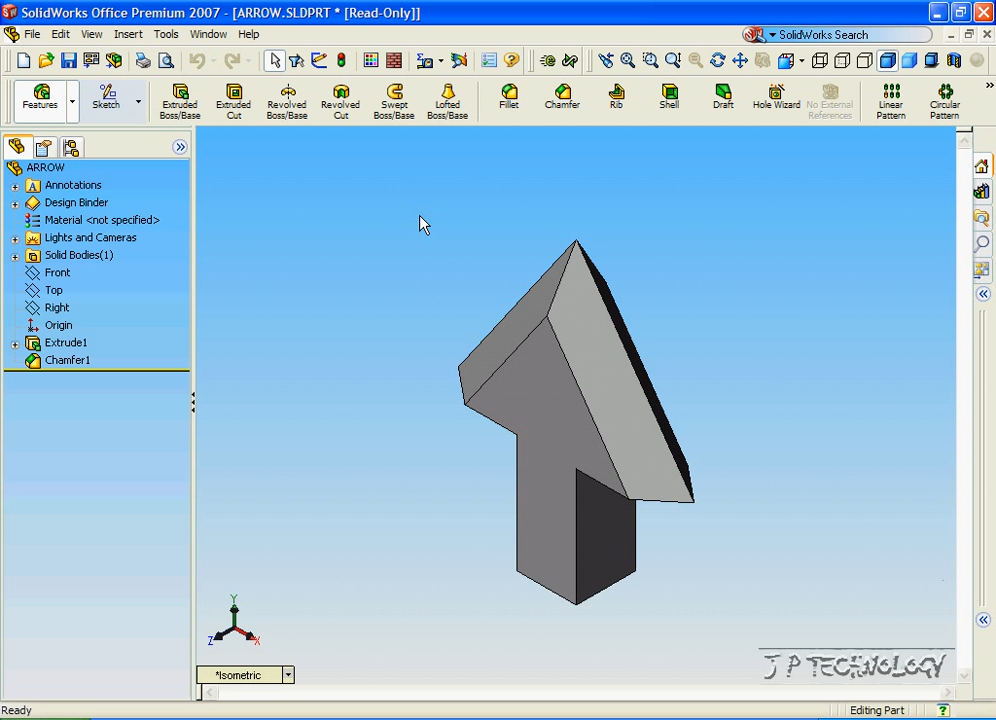 SolidWorks Office Premium 2007 - [ARROW.SLDPRT * [Read-Only]]
File Edit View Insert Tools Window Help SolidWorks Search
Features Sketch Extruded Boss/Base Extruded Cut Revolved Boss/Base Revolved Cut Swept Boss/Base Lofted Boss/Base Fillet Chamfer Rib Shell Draft Hole Wizard No External References Linear Pattern Circular Pattern
ARROW
Annotations
Design Binder
Material <not specified>
Lights and Cameras
Solid Bodies(1)
Front
Top
Right
Origin
Extrude1
Chamfer1
Y
Z X
*Isometric
J P TECHNOLOGY
Ready Editing Part